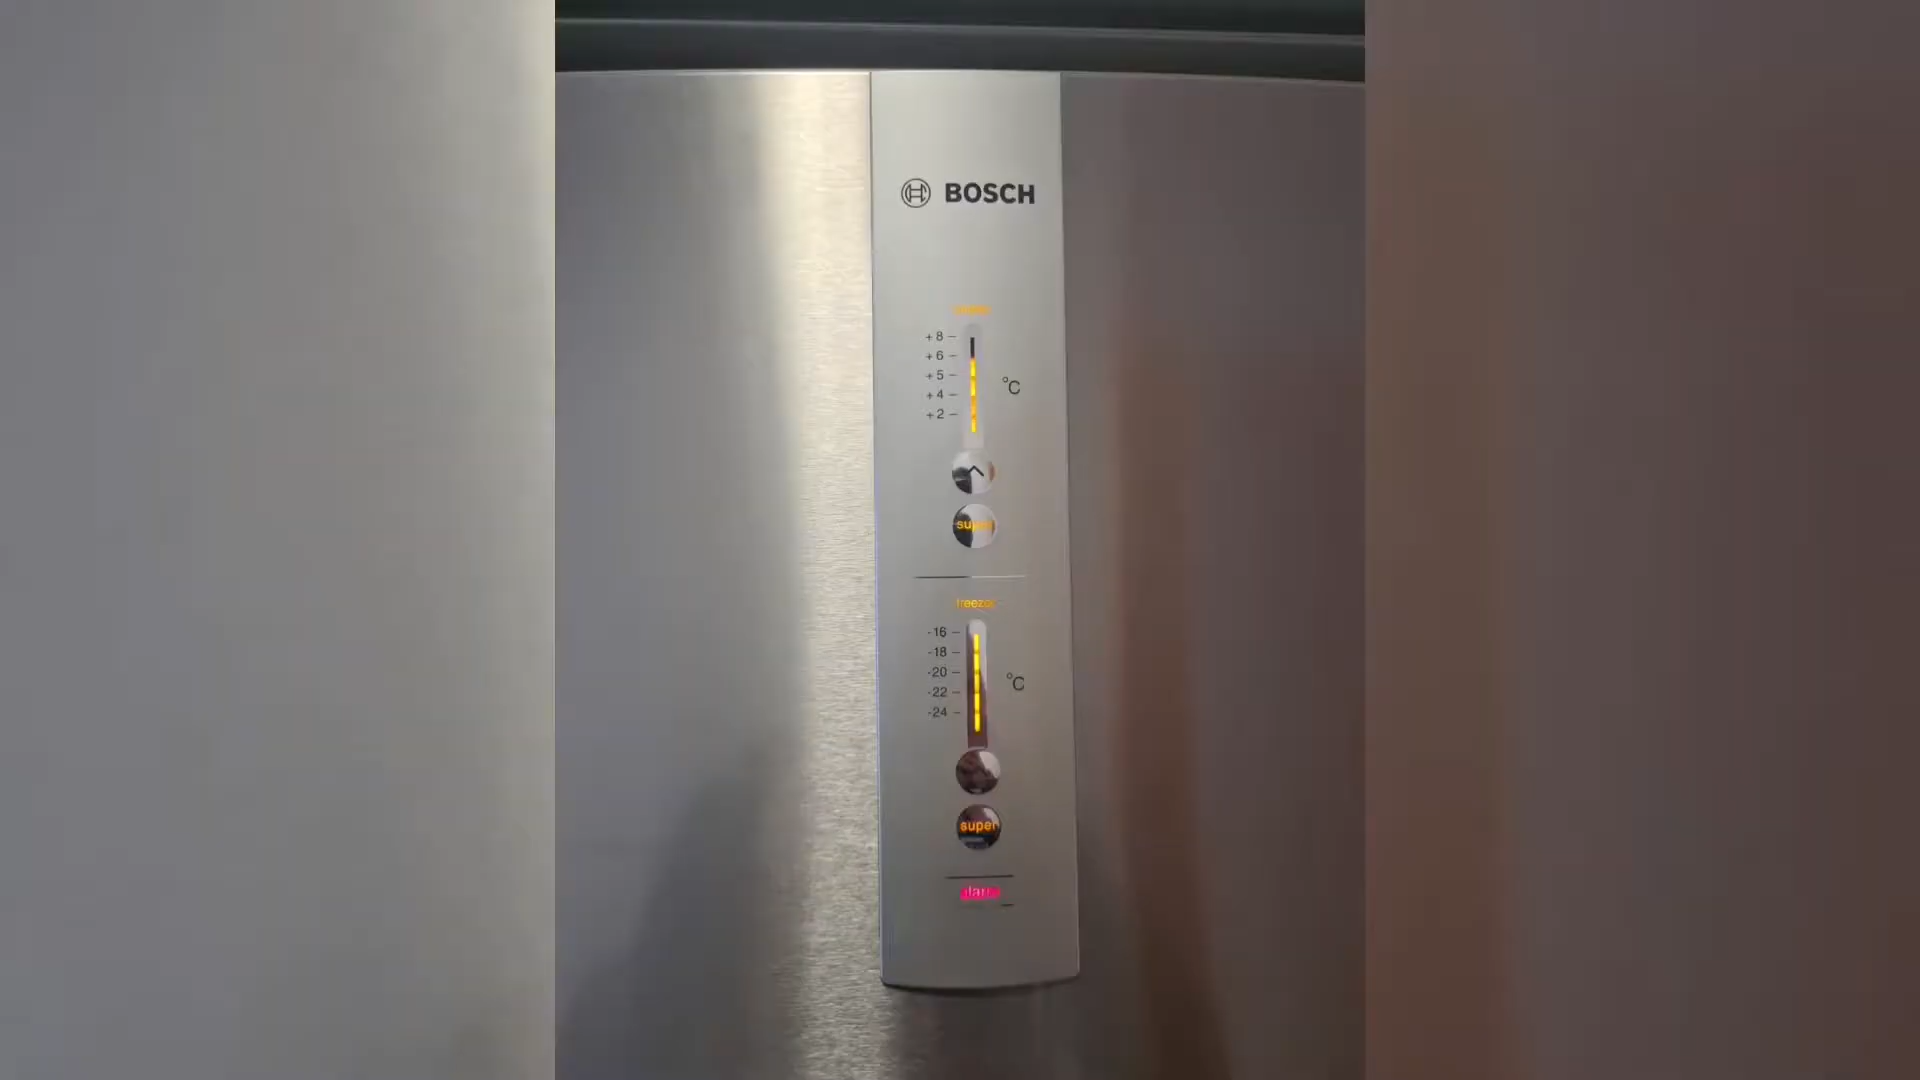 BOSCH
+8
+6
+5
°C
+4
+2
super
freezer
-16
-18
-20
°C
-22
-24
super
alarm